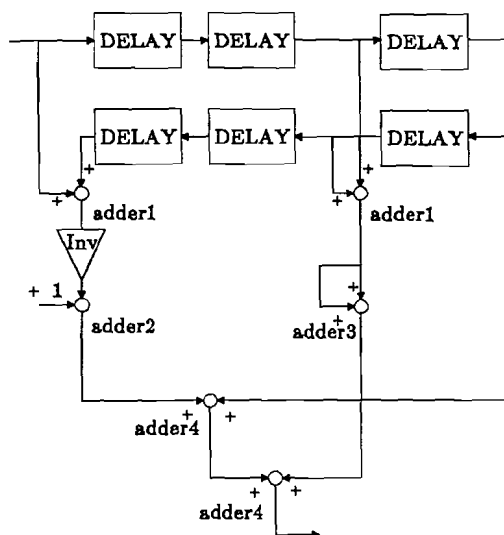 DELAY DELAY DELAY
DELAY DELAY DELAY
+ +
+ adder1 + adder1
Inv
+ 1 +
+
adder2 adder3
+ +
adder4
+ +
adder4